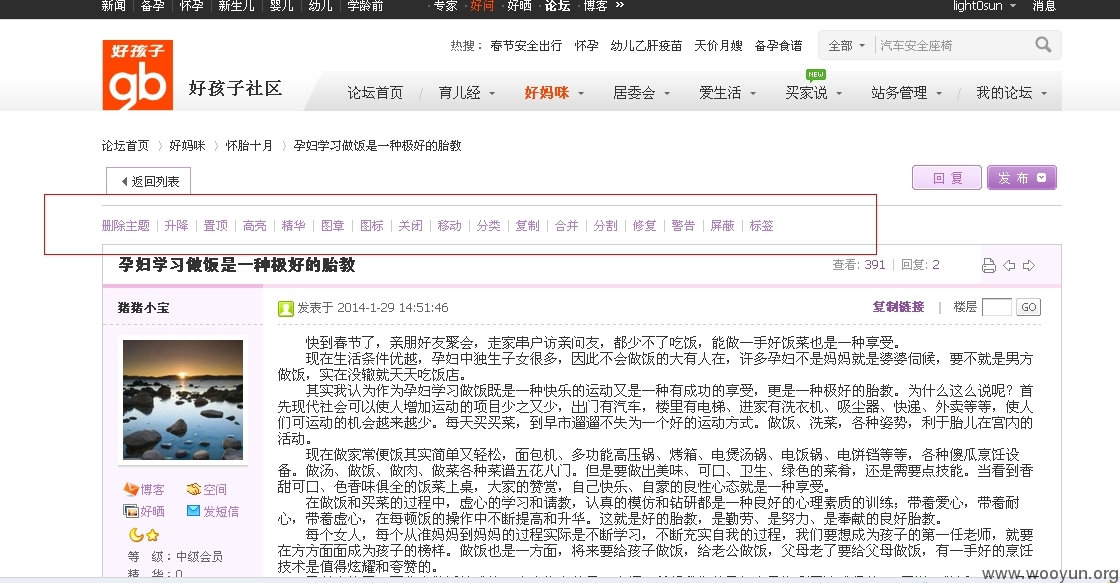 新闻 备孕 怀孕 新生儿 婴儿 幼儿 学龄前 · 专家 · 好问 · 好晒 · 论坛 · 博客 » light0sun 消息
热搜： 春节安全出行 怀孕 幼儿乙肝疫苗 天价月嫂 备孕食谱 全部 汽车安全座椅
好孩子
gb
好孩子社区
NEW
论坛首页 / 育儿经 好妈咪 居委会 爱生活 买家说 站务管理 / 我的论坛
论坛首页 〉 好妈咪 〉 怀胎十月 〉 孕妇学习做饭是一种极好的胎教
返回列表 回 复 发 布
删除主题 | 升降 | 置顶 | 高亮 | 精华 | 图章 | 图标 | 关闭 | 移动 | 分类 | 复制 | 合并 | 分割 | 修复 | 警告 | 屏蔽 | 标签
孕妇学习做饭是一种极好的胎教 查看: 391 | 回复: 2
猪猪小宝 发表于 2014-1-29 14:51:46 复制链接 | 楼层 GO
快到春节了，亲朋好友聚会，走家串户访亲问友，都少不了吃饭，能做一手好饭菜也是一种享受。
现在生活条件优越，孕妇中独生子女很多，因此不会做饭的大有人在，许多孕妇不是妈妈就是婆婆伺候，要不就是男方
做饭，实在没辙就天天吃饭店。
其实我认为作为孕妇学习做饭既是一种快乐的运动又是一种有成功的享受，更是一种极好的胎教。为什么这么说呢？首
先现代社会可以使人增加运动的项目少之又少，出门有汽车，楼里有电梯、进家有洗衣机、吸尘器、快递、外卖等等，使人
们可运动的机会越来越少。每天买买菜，到早市遛遛不失为一个好的运动方式。做饭、洗菜，各种姿势，利于胎儿在宫内的
活动。
现在做家常便饭其实简单又轻松，面包机、多功能高压锅、烤箱、电煲汤锅、电饭锅、电饼铛等等，各种傻瓜烹饪设
备。做汤、做饭、做肉、做菜各种菜谱五花八门。但是要做出美味、可口、卫生、绿色的菜肴，还是需要点技能。当看到香
甜可口、色香味俱全的饭菜上桌，大家的赞赏，自己快乐、自家的良性心态就是一种享受。
在做饭和买菜的过程中，虚心的学习和请教，认真的模仿和钻研都是一种良好的心理素质的训练，带着爱心，带着耐
心，带着虚心，在每顿饭的操作中不断提高和升华。这就是好的胎教，是勤劳、是努力、是奉献的良好胎教。
每个女人，每个从准妈妈到妈妈的过程实际是不断学习，不断充实自我的过程，我们要想成为孩子的第一任老师，就要
在方方面面成为孩子的榜样。做饭也是一方面，将来要给孩子做饭，给老公做饭，父母老了要给父母做饭，有一手好的烹饪
技术是值得炫耀和夸赞的。
博客 空间
好晒 发短信
等 级：中级会员
精 华：0
www.wooyun.org